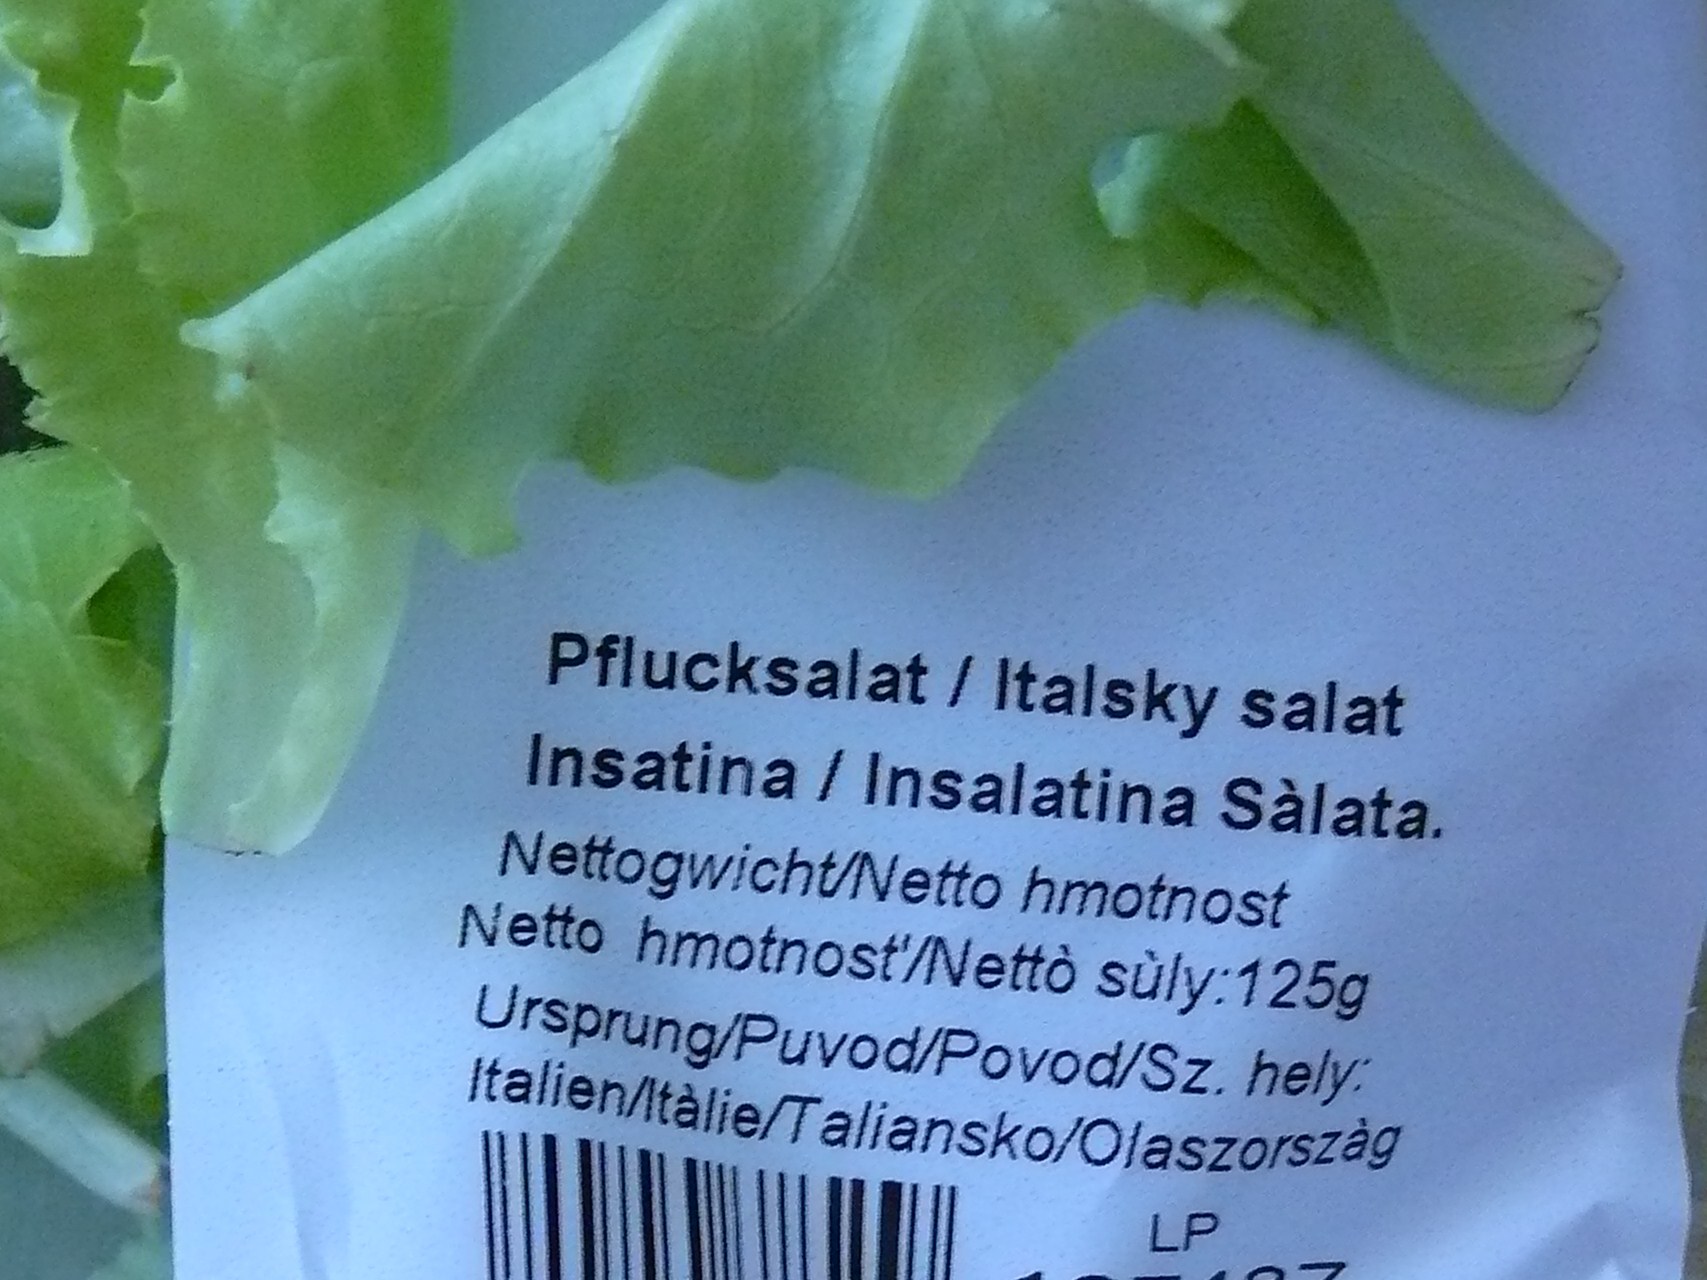 Pflucksalat / Italsky salat
Insatina / Insalatina Sàlata.
Nettogwicht/Netto hmotnost
Netto hmotnost'/Nettò sùly:125g
Ursprung/Puvod/Povod/Sz. hely:
Italien/Itàlie/Taliansko/Olaszorszàg
LP